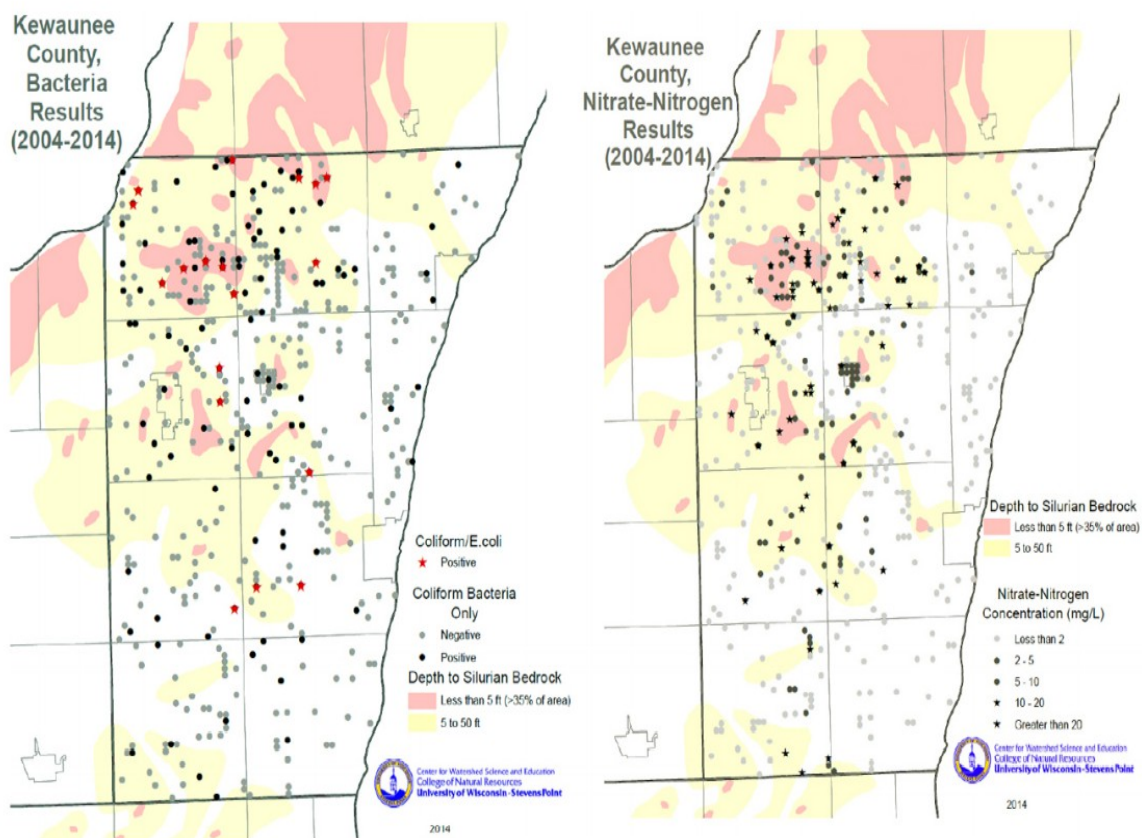 Kewaunee
County,
Bacteria
Results
(2004-2014)
Coliform/E.coli
Positive
Coliform Bacteria
Only
Negative
Positive
Depth to Silurian Bedrock
Less than 5 ft (>35% of area)
5 to 50 ft
Center for Watershed Science and Education
College of Natural Resources
University of Wisconsin - Stevens Point
2014
Kewaunee
County,
Nitrate-Nitrogen
Results
(2004-2014)
Depth to Silurian Bedrock
Less than 5 ft (>35% of area)
5 to 50 ft
Nitrate-Nitrogen
Concentration (mg/L)
Less than 2
2 - 5
5 - 10
10 - 20
Greater than 20
Center for Watershed Science and Education
College of Natural Resources
University of Wisconsin - Stevens Point
2014